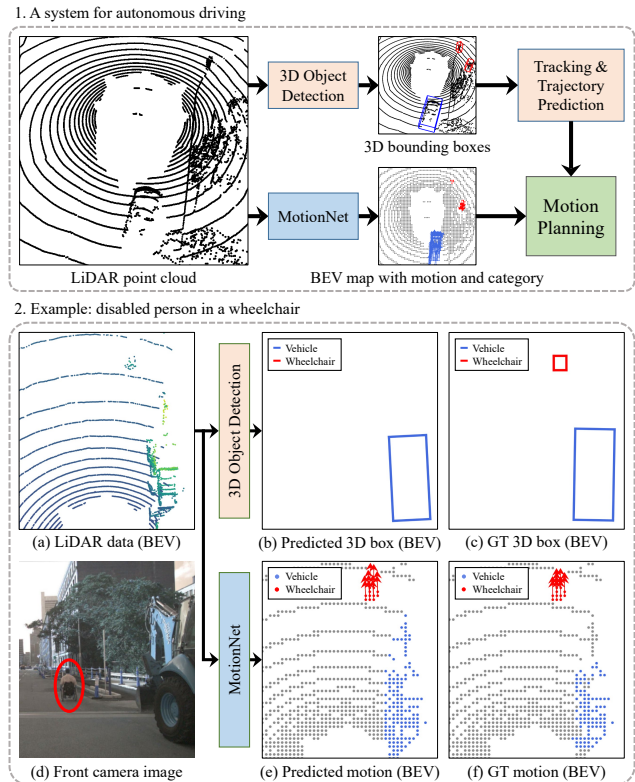 1. A system for autonomous driving
3D Object
Detection
Tracking &
Trajectory
Prediction
3D bounding boxes
MotionNet
Motion
Planning
LiDAR point cloud
BEV map with motion and category
2. Example: disabled person in a wheelchair
3D Object Detection
Vehicle
Wheelchair
Vehicle
Wheelchair
(a) LiDAR data (BEV)
(b) Predicted 3D box (BEV)
(c) GT 3D box (BEV)
MotionNet
Vehicle
Wheelchair
Vehicle
Wheelchair
(d) Front camera image
(e) Predicted motion (BEV)
(f) GT motion (BEV)